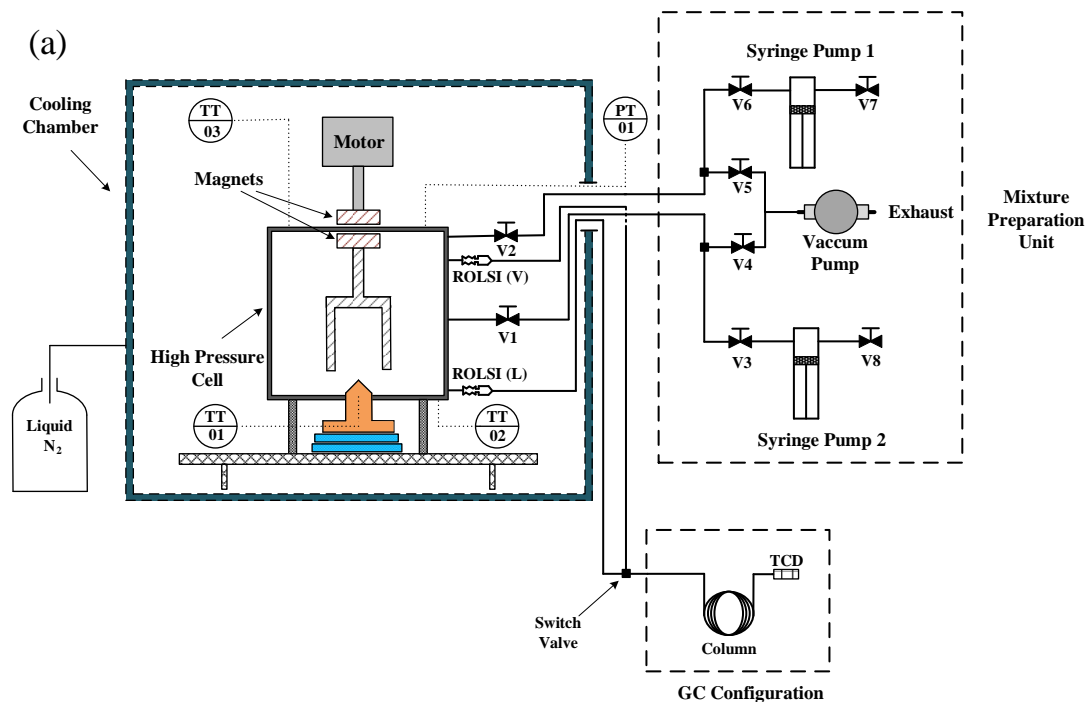 (a)
Cooling
Chamber
TT
03
Motor
Magnets
PT
01
Syringe Pump 1
V6
V7
V5
Exhaust
Vaccum
Pump
V4
Mixture
Preparation
Unit
V2
ROLSI (V)
V1
High Pressure
Cell
ROLSI (L)
V3
V8
Syringe Pump 2
TT
01
TT
02
Liquid
N₂
Switch
Valve
TCD
Column
GC Configuration